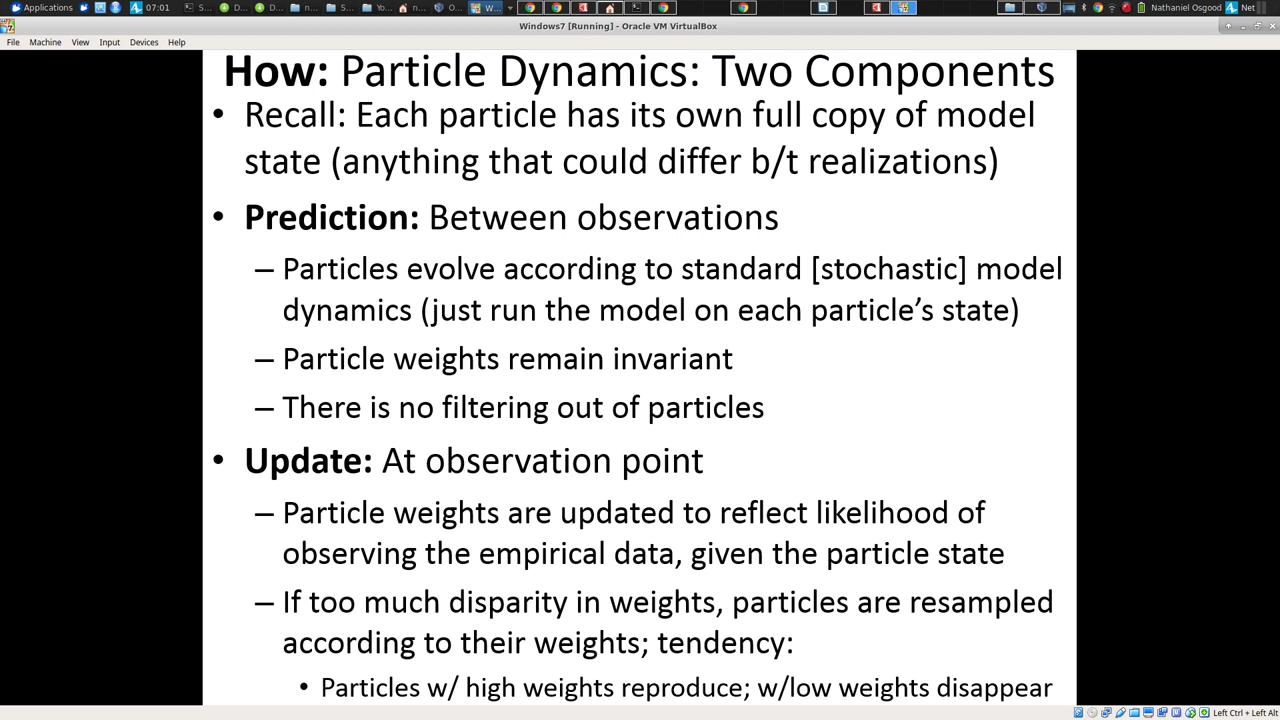 Applications
07:01
S...
D...
D...
n...
S...
Yo...
n...
O...
W...
Nathaniel Osgood
Net
Windows7 [Running] - Oracle VM VirtualBox
File Machine View Input Devices Help
How: Particle Dynamics: Two Components
• Recall: Each particle has its own full copy of model
state (anything that could differ b/t realizations)
• Prediction: Between observations
– Particles evolve according to standard [stochastic] model
dynamics (just run the model on each particle’s state)
– Particle weights remain invariant
– There is no filtering out of particles
• Update: At observation point
– Particle weights are updated to reflect likelihood of
observing the empirical data, given the particle state
– If too much disparity in weights, particles are resampled
according to their weights; tendency:
• Particles w/ high weights reproduce; w/low weights disappear
Left Ctrl + Left Alt